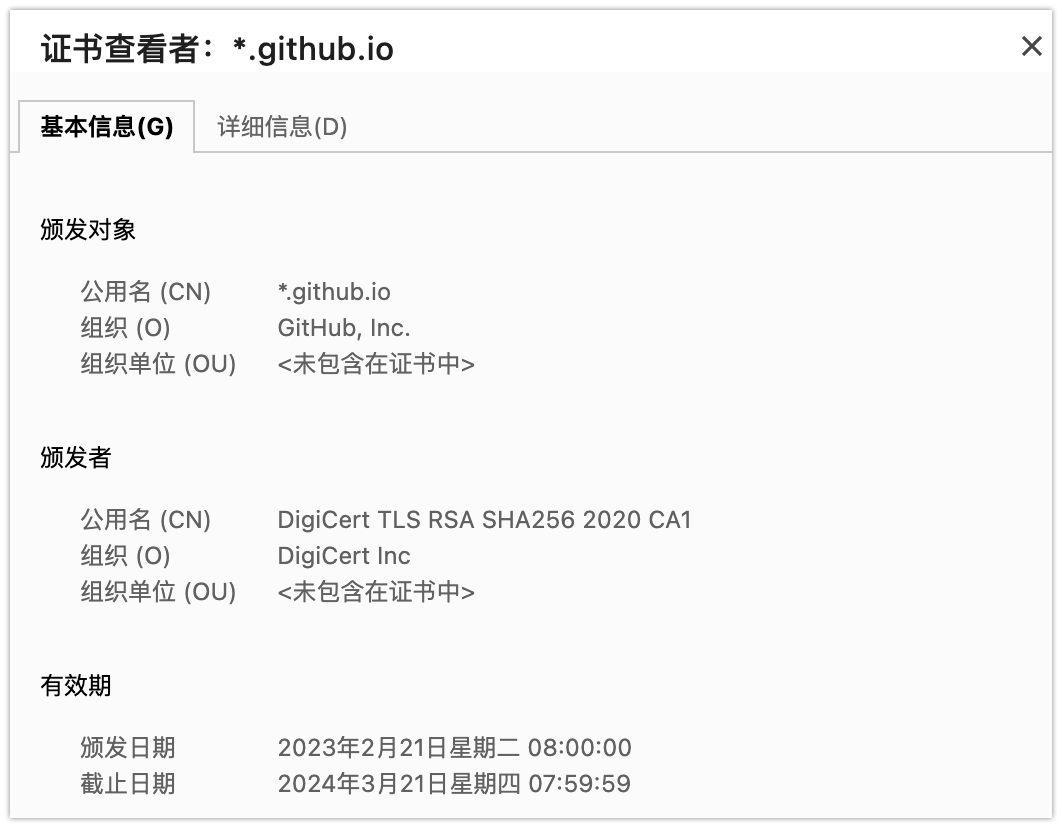 证书查看者：*.github.io
基本信息(G) 详细信息(D)
颁发对象
公用名 (CN) *.github.io
组织 (O) GitHub, Inc.
组织单位 (OU) <未包含在证书中>
颁发者
公用名 (CN) DigiCert TLS RSA SHA256 2020 CA1
组织 (O) DigiCert Inc
组织单位 (OU) <未包含在证书中>
有效期
颁发日期 2023年2月21日星期二 08:00:00
截止日期 2024年3月21日星期四 07:59:59